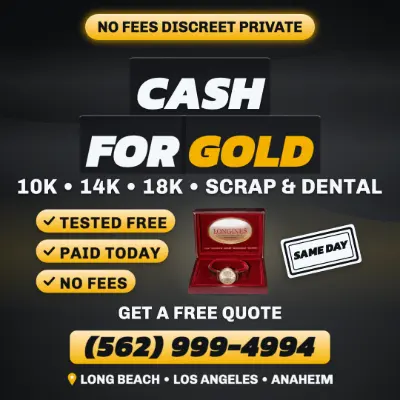 NO FEES DISCREET PRIVATE
CASH
FOR GOLD
10K • 14K • 18K • SCRAP & DENTAL
TESTED FREE
PAID TODAY
NO FEES
LONGINES
SAME DAY
GET A FREE QUOTE
(562) 999-4994
LONG BEACH • LOS ANGELES • ANAHEIM